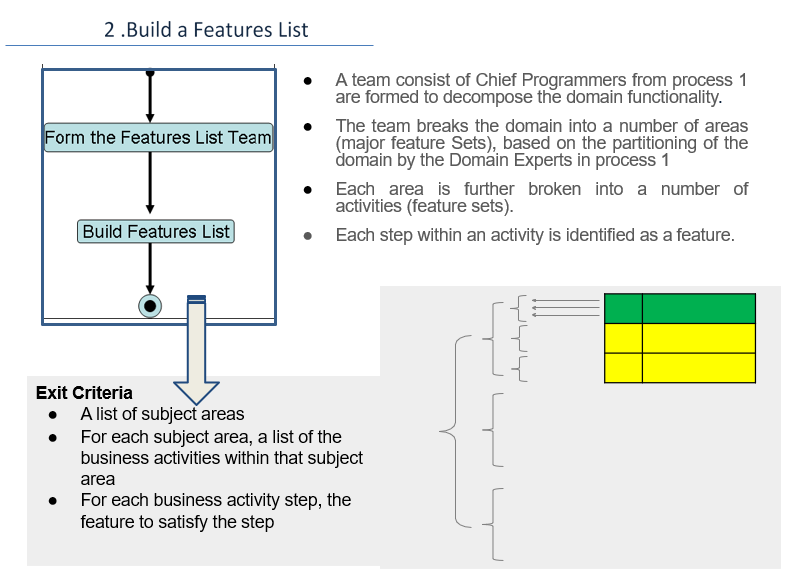 2 .Build a Features List
Form the Features List Team
Build Features List
● A team consist of Chief Programmers from process 1
are formed to decompose the domain functionality.
● The team breaks the domain into a number of areas
(major feature Sets), based on the partitioning of the
domain by the Domain Experts in process 1
● Each area is further broken into a number of
activities (feature sets).
● Each step within an activity is identified as a feature.
Exit Criteria
● A list of subject areas
● For each subject area, a list of the
business activities within that subject
area
● For each business activity step, the
feature to satisfy the step